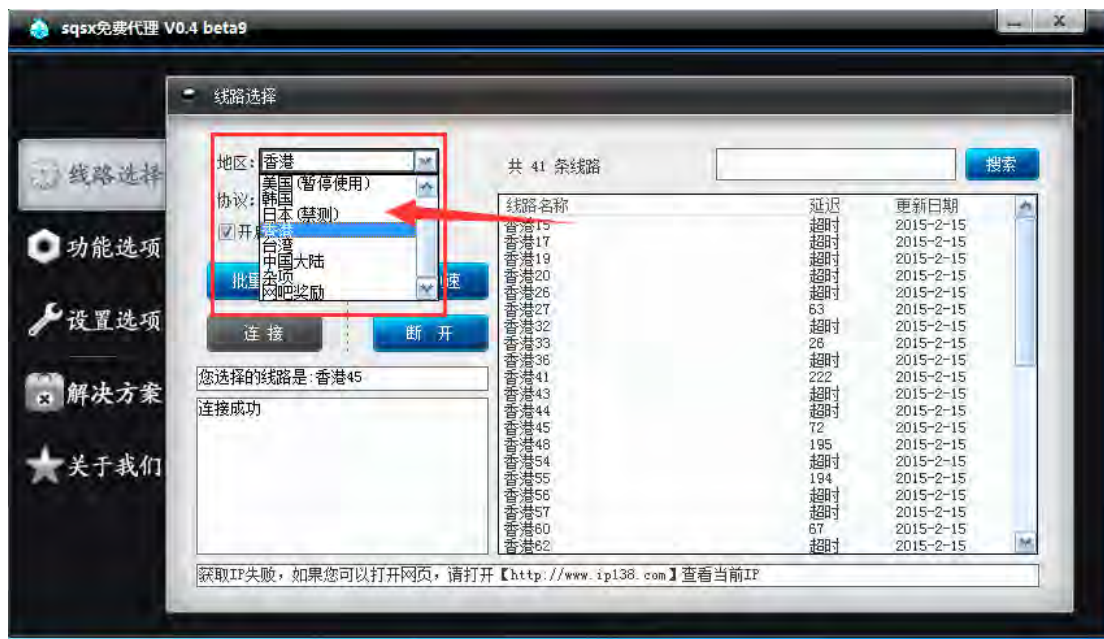 sqsx免费代理 V0.4 beta9
线路选择
线路选择
功能选项
设置选项
解决方案
关于我们
地区: 香港
美国(暂停使用)
协议: 韩国
日本(禁测)
开 香港
台湾
中国大陆
杂项
网吧奖励
批量
速
连 接
断 开
您选择的线路是:香港45
连接成功
共 41 条线路
搜索
线路名称 延迟 更新日期
香港15 超时 2015-2-15
香港17 超时 2015-2-15
香港19 超时 2015-2-15
香港20 超时 2015-2-15
香港26 超时 2015-2-15
香港27 63 2015-2-15
香港32 超时 2015-2-15
香港33 26 2015-2-15
香港36 超时 2015-2-15
香港41 222 2015-2-15
香港43 超时 2015-2-15
香港44 超时 2015-2-15
香港45 72 2015-2-15
香港48 195 2015-2-15
香港54 超时 2015-2-15
香港55 194 2015-2-15
香港56 超时 2015-2-15
香港57 超时 2015-2-15
香港60 67 2015-2-15
香港62 超时 2015-2-15
获取IP失败，如果您可以打开网页，请打开【http://www.ip138.com】查看当前IP